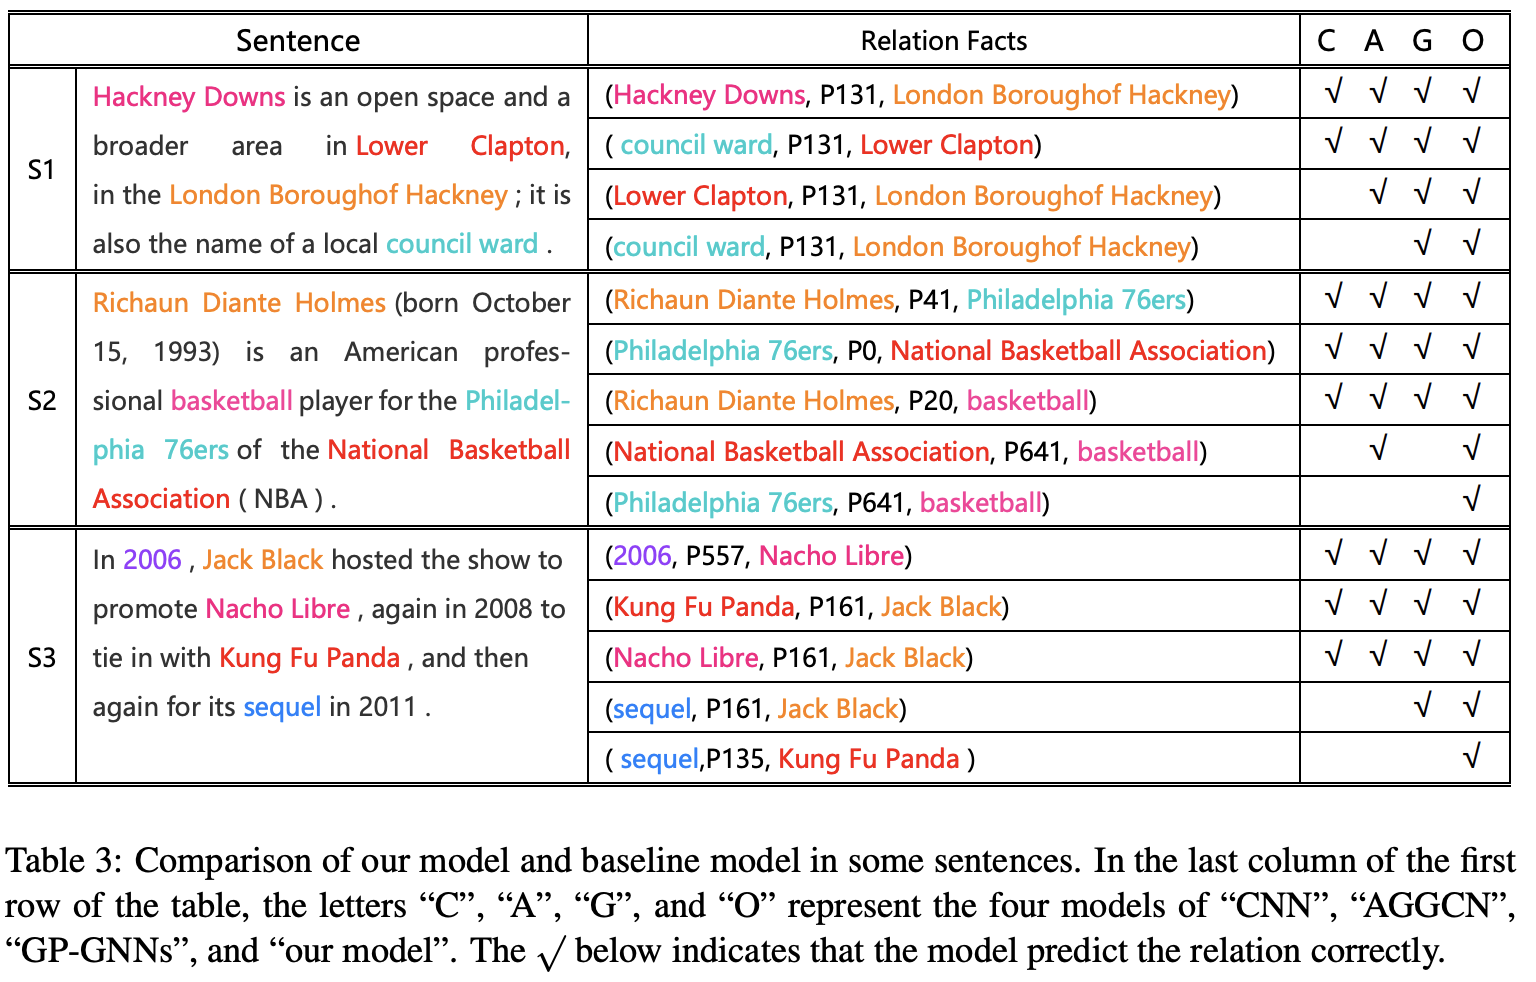 Sentence Relation Facts C A G O
S1
Hackney Downs is an open space and a
broader area in Lower Clapton,
in the London Boroughof Hackney ; it is
also the name of a local council ward .
(Hackney Downs, P131, London Boroughof Hackney) √ √ √ √
( council ward, P131, Lower Clapton) √ √ √ √
(Lower Clapton, P131, London Boroughof Hackney) √ √ √
(council ward, P131, London Boroughof Hackney) √ √
S2
Richaun Diante Holmes (born October
15, 1993) is an American profes-
sional basketball player for the Philadel-
phia 76ers of the National Basketball
Association ( NBA ) .
(Richaun Diante Holmes, P41, Philadelphia 76ers) √ √ √ √
(Philadelphia 76ers, P0, National Basketball Association) √ √ √ √
(Richaun Diante Holmes, P20, basketball) √ √ √ √
(National Basketball Association, P641, basketball) √ √
(Philadelphia 76ers, P641, basketball) √
S3
In 2006 , Jack Black hosted the show to
promote Nacho Libre , again in 2008 to
tie in with Kung Fu Panda , and then
again for its sequel in 2011 .
(2006, P557, Nacho Libre) √ √ √ √
(Kung Fu Panda, P161, Jack Black) √ √ √ √
(Nacho Libre, P161, Jack Black) √ √ √ √
(sequel, P161, Jack Black) √ √
( sequel,P135, Kung Fu Panda ) √
Table 3: Comparison of our model and baseline model in some sentences. In the last column of the first
row of the table, the letters “C”, “A”, “G”, and “O” represent the four models of “CNN”, “AGGCN”,
“GP-GNNs”, and “our model”. The √ below indicates that the model predict the relation correctly.